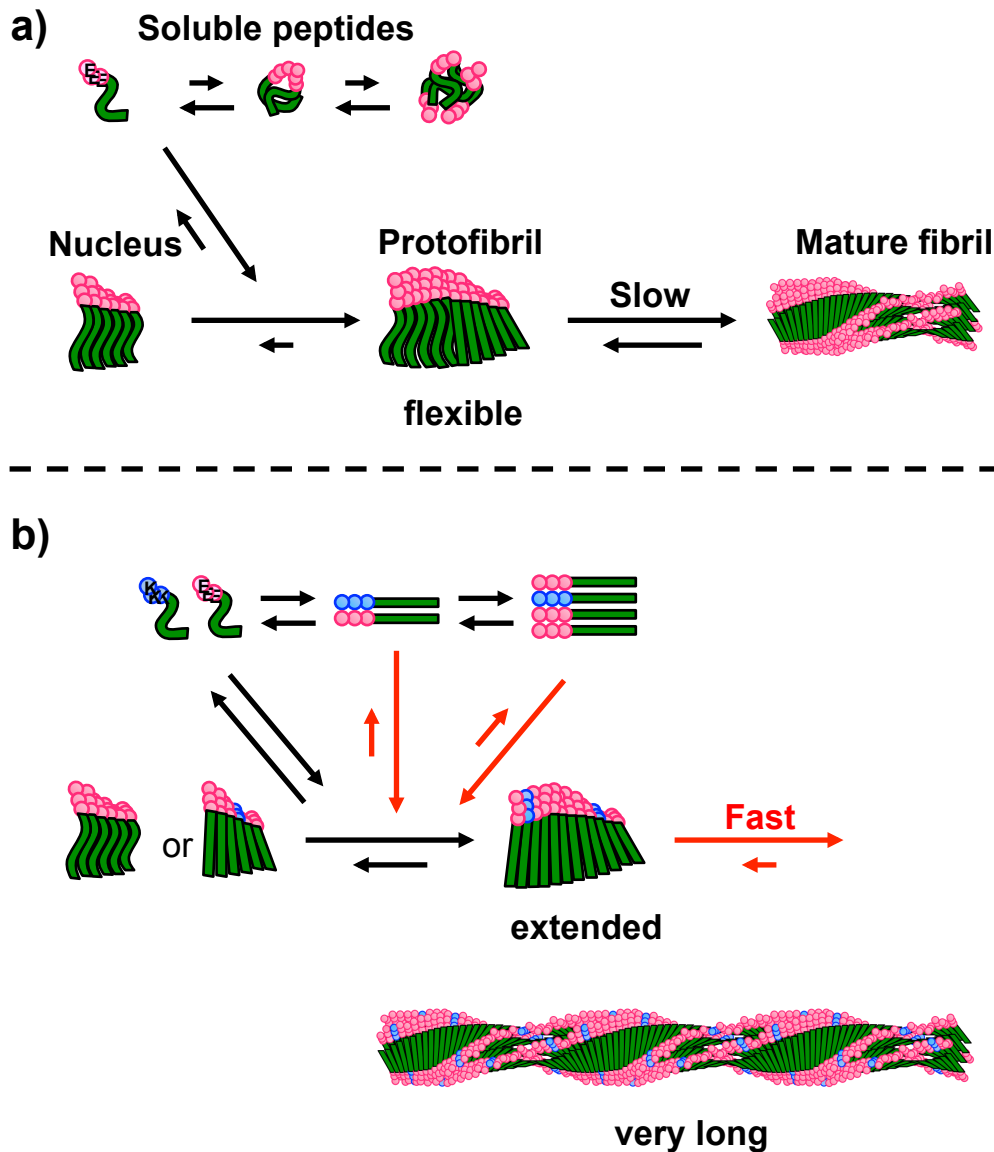 a)
Soluble peptides
E
E
E
Nucleus
Protofibril
Mature fibril
Slow
flexible
b)
K
K
K
E
E
E
or
Fast
extended
very long